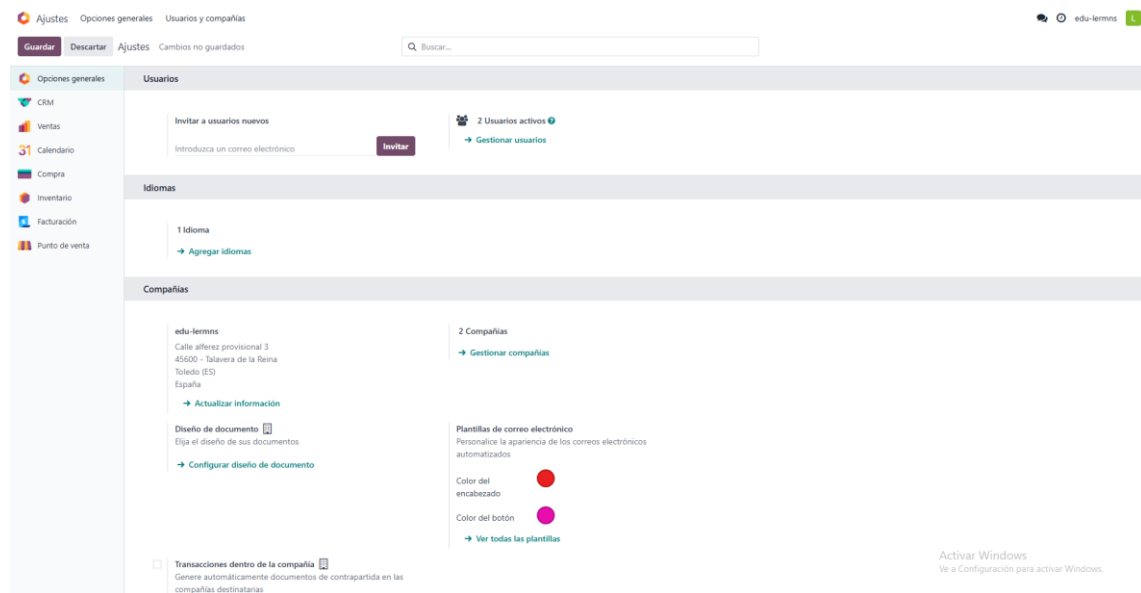 Ajustes Opciones generales Usuarios y compañías edu-lermns L
Guardar Descartar Ajustes Cambios no guardados Buscar...
Opciones generales
CRM
Ventas
31 Calendario
Compra
Inventario
Facturación
Punto de venta
Usuarios
Invitar a usuarios nuevos
Introduzca un correo electrónico Invitar
2 Usuarios activos ?
→ Gestionar usuarios
Idiomas
1 Idioma
→ Agregar idiomas
Compañías
edu-lermns
Calle alferez provisional 3
45600 - Talavera de la Reina
Toledo (ES)
España
→ Actualizar información
2 Compañías
→ Gestionar compañías
Diseño de documento
Elija el diseño de sus documentos
→ Configurar diseño de documento
Plantillas de correo electrónico
Personalice la apariencia de los correos electrónicos
automatizados
Color del
encabezado
Color del botón
→ Ver todas las plantillas
Transacciones dentro de la compañía
Genere automáticamente documentos de contrapartida en las
compañías destinatarias
Activar Windows
Ve a Configuración para activar Windows.